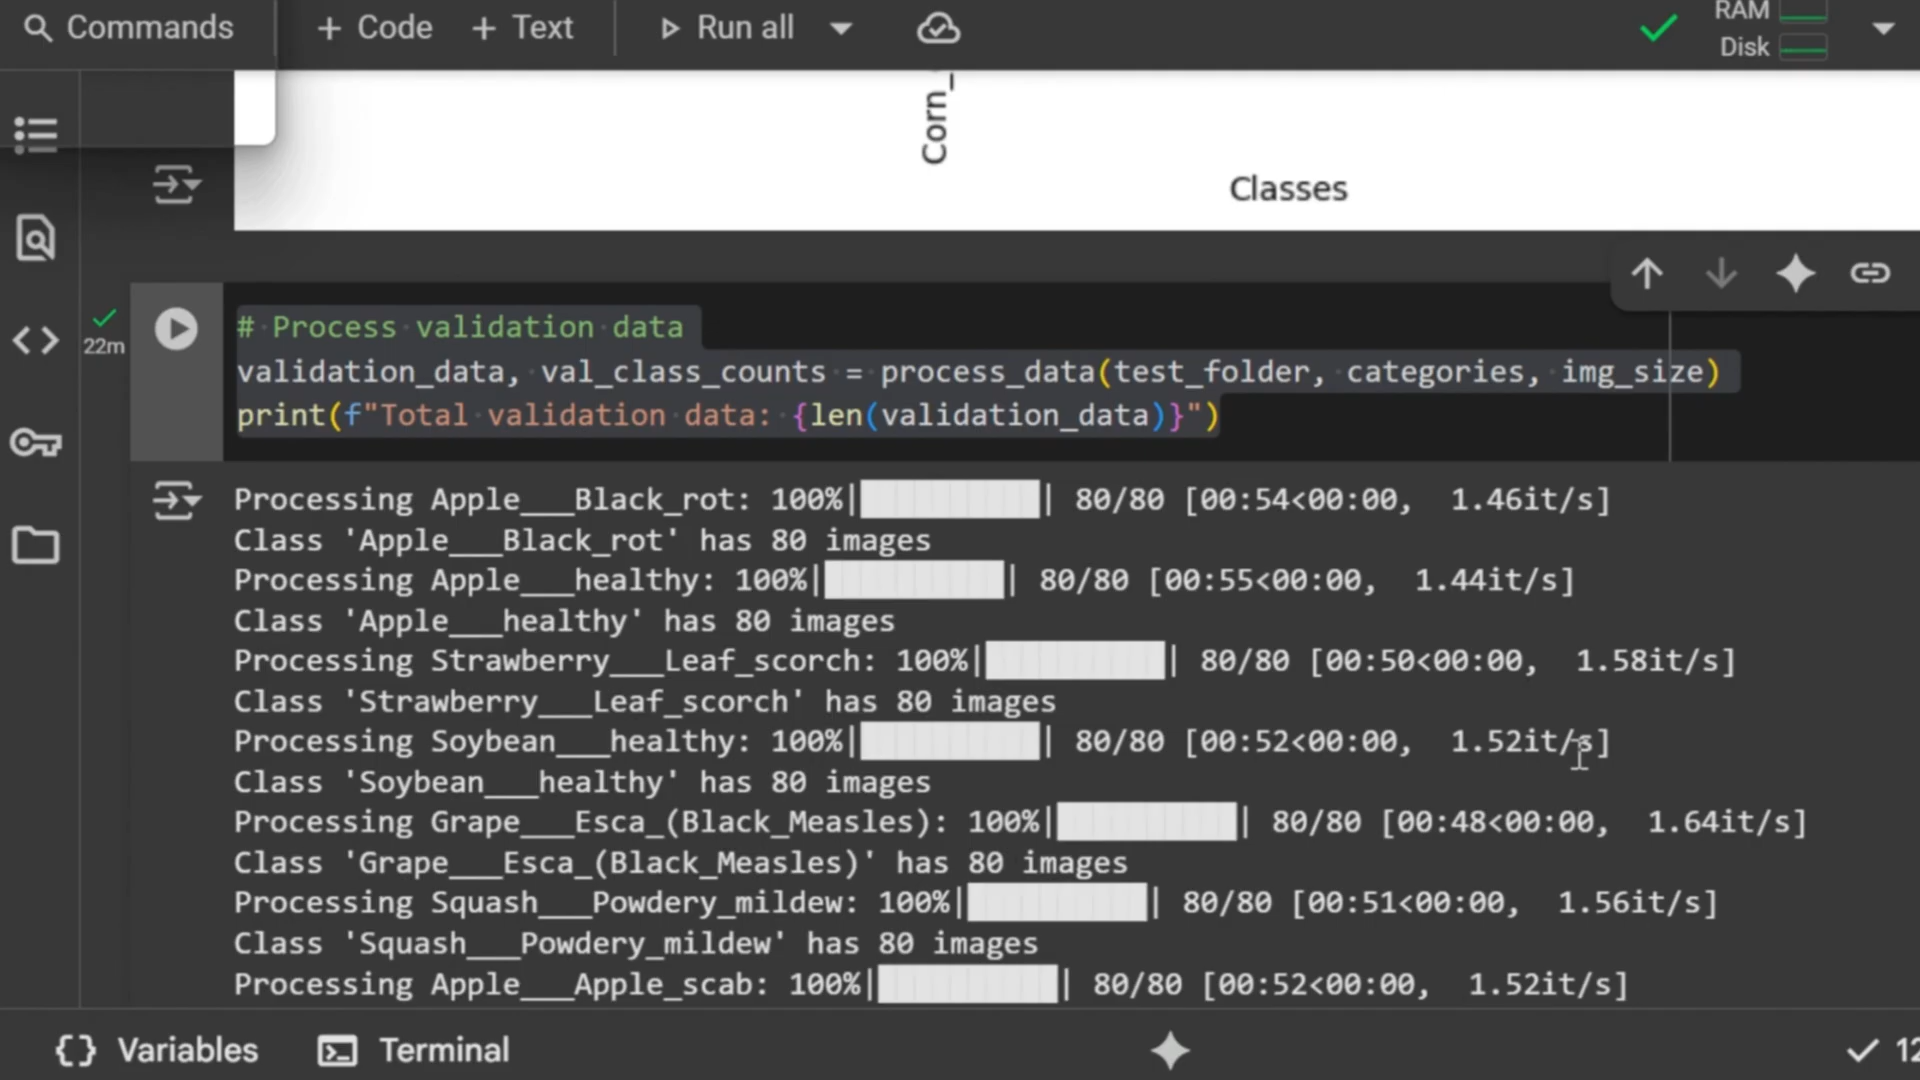 Commands + Code + Text Run all RAM
Disk
Corn_
Classes
22m
# Process validation data
validation_data, val_class_counts = process_data(test_folder, categories, img_size)
print(f"Total validation data: {len(validation_data)}")
Processing Apple___Black_rot: 100%|██████████| 80/80 [00:54<00:00,  1.46it/s]
Class 'Apple___Black_rot' has 80 images
Processing Apple___healthy: 100%|██████████| 80/80 [00:55<00:00,  1.44it/s]
Class 'Apple___healthy' has 80 images
Processing Strawberry___Leaf_scorch: 100%|██████████| 80/80 [00:50<00:00,  1.58it/s]
Class 'Strawberry___Leaf_scorch' has 80 images
Processing Soybean___healthy: 100%|██████████| 80/80 [00:52<00:00,  1.52it/s]
Class 'Soybean___healthy' has 80 images
Processing Grape___Esca_(Black_Measles): 100%|██████████| 80/80 [00:48<00:00,  1.64it/s]
Class 'Grape___Esca_(Black_Measles)' has 80 images
Processing Squash___Powdery_mildew: 100%|██████████| 80/80 [00:51<00:00,  1.56it/s]
Class 'Squash___Powdery_mildew' has 80 images
Processing Apple___Apple_scab: 100%|██████████| 80/80 [00:52<00:00,  1.52it/s]
Variables Terminal